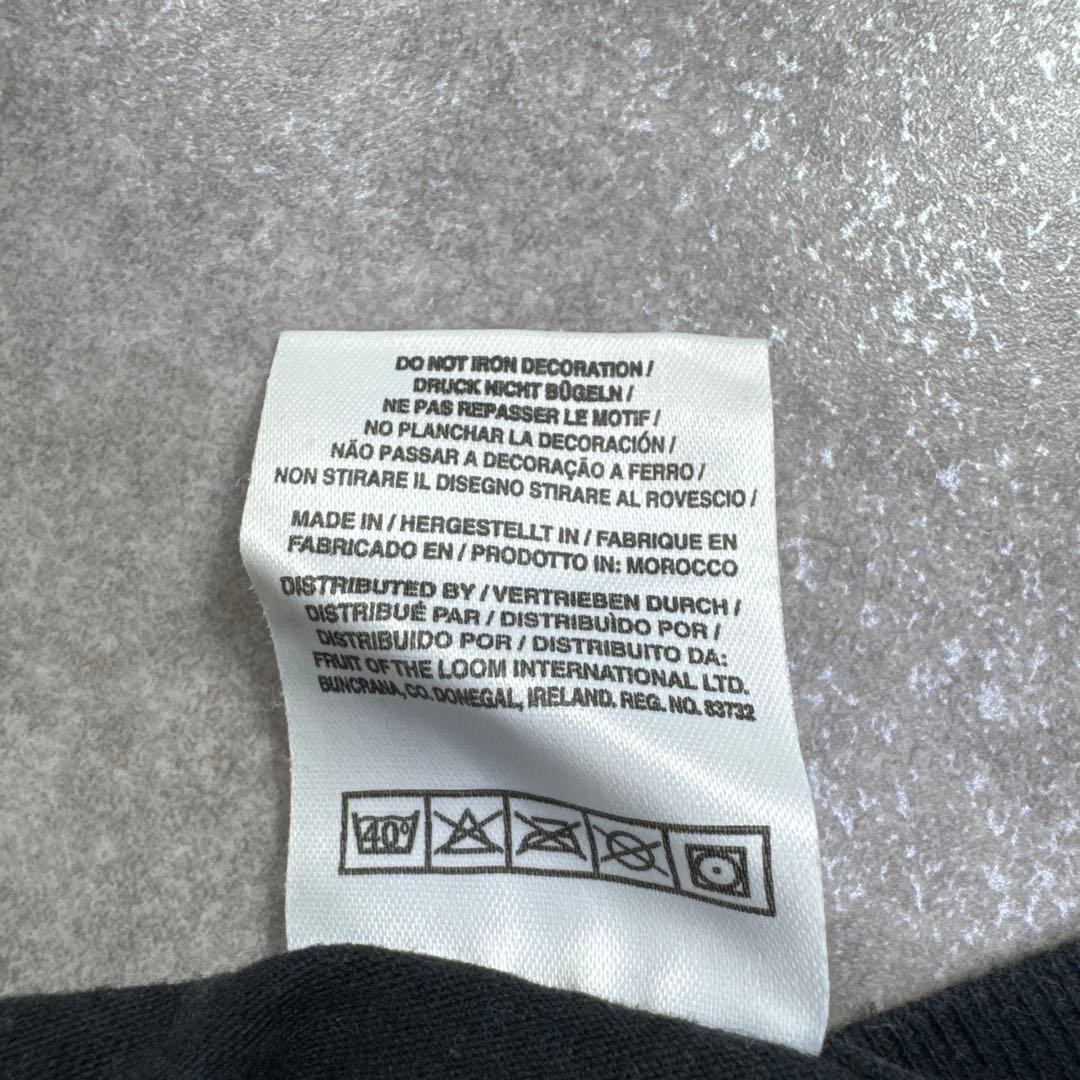 DO NOT IRON DECORATION /
DRUCK NICHT BÜGELN /
NE PAS REPASSER LE MOTIF /
NO PLANCHAR LA DECORACIÓN /
NÃO PASSAR A DECORAÇÃO A FERRO /
NON STIRARE IL DISEGNO STIRARE AL ROVESCIO /
MADE IN / HERGESTELLT IN / FABRIQUE EN
FABRICADO EN / PRODOTTO IN: MOROCCO
DISTRIBUTED BY / VERTRIEBEN DURCH /
DISTRIBUÉ PAR / DISTRIBUÌDO POR /
DISTRIBUIDO POR / DISTRIBUITO DA:
FRUIT OF THE LOOM INTERNATIONAL LTD.
BUNCRANA, CO. DONEGAL, IRELAND. REG. NO. 83732
40°